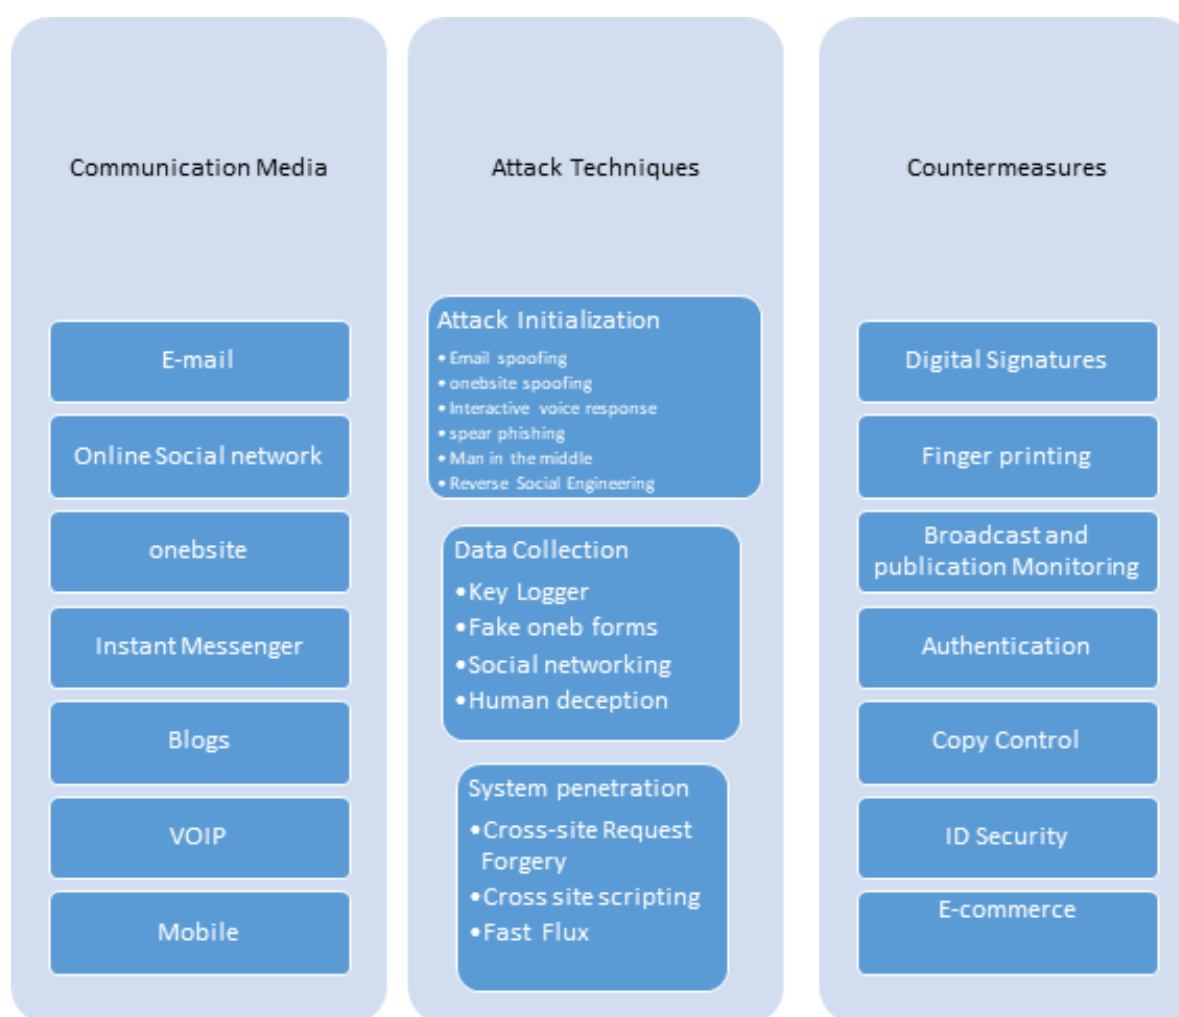 Communication Media
E-mail
Online Social network
onebsite
Instant Messenger
Blogs
VOIP
Mobile
Attack Techniques
Attack Initialization
• Email spoofing
• onebsite spoofing
• Interactive voice response
• spear phishing
• Man in the middle
• Reverse Social Engineering
Data Collection
•Key Logger
•Fake oneb forms
•Social networking
•Human deception
System penetration
•Cross-site Request
Forgery
•Cross site scripting
•Fast Flux
Countermeasures
Digital Signatures
Finger printing
Broadcast and
publication Monitoring
Authentication
Copy Control
ID Security
E-commerce